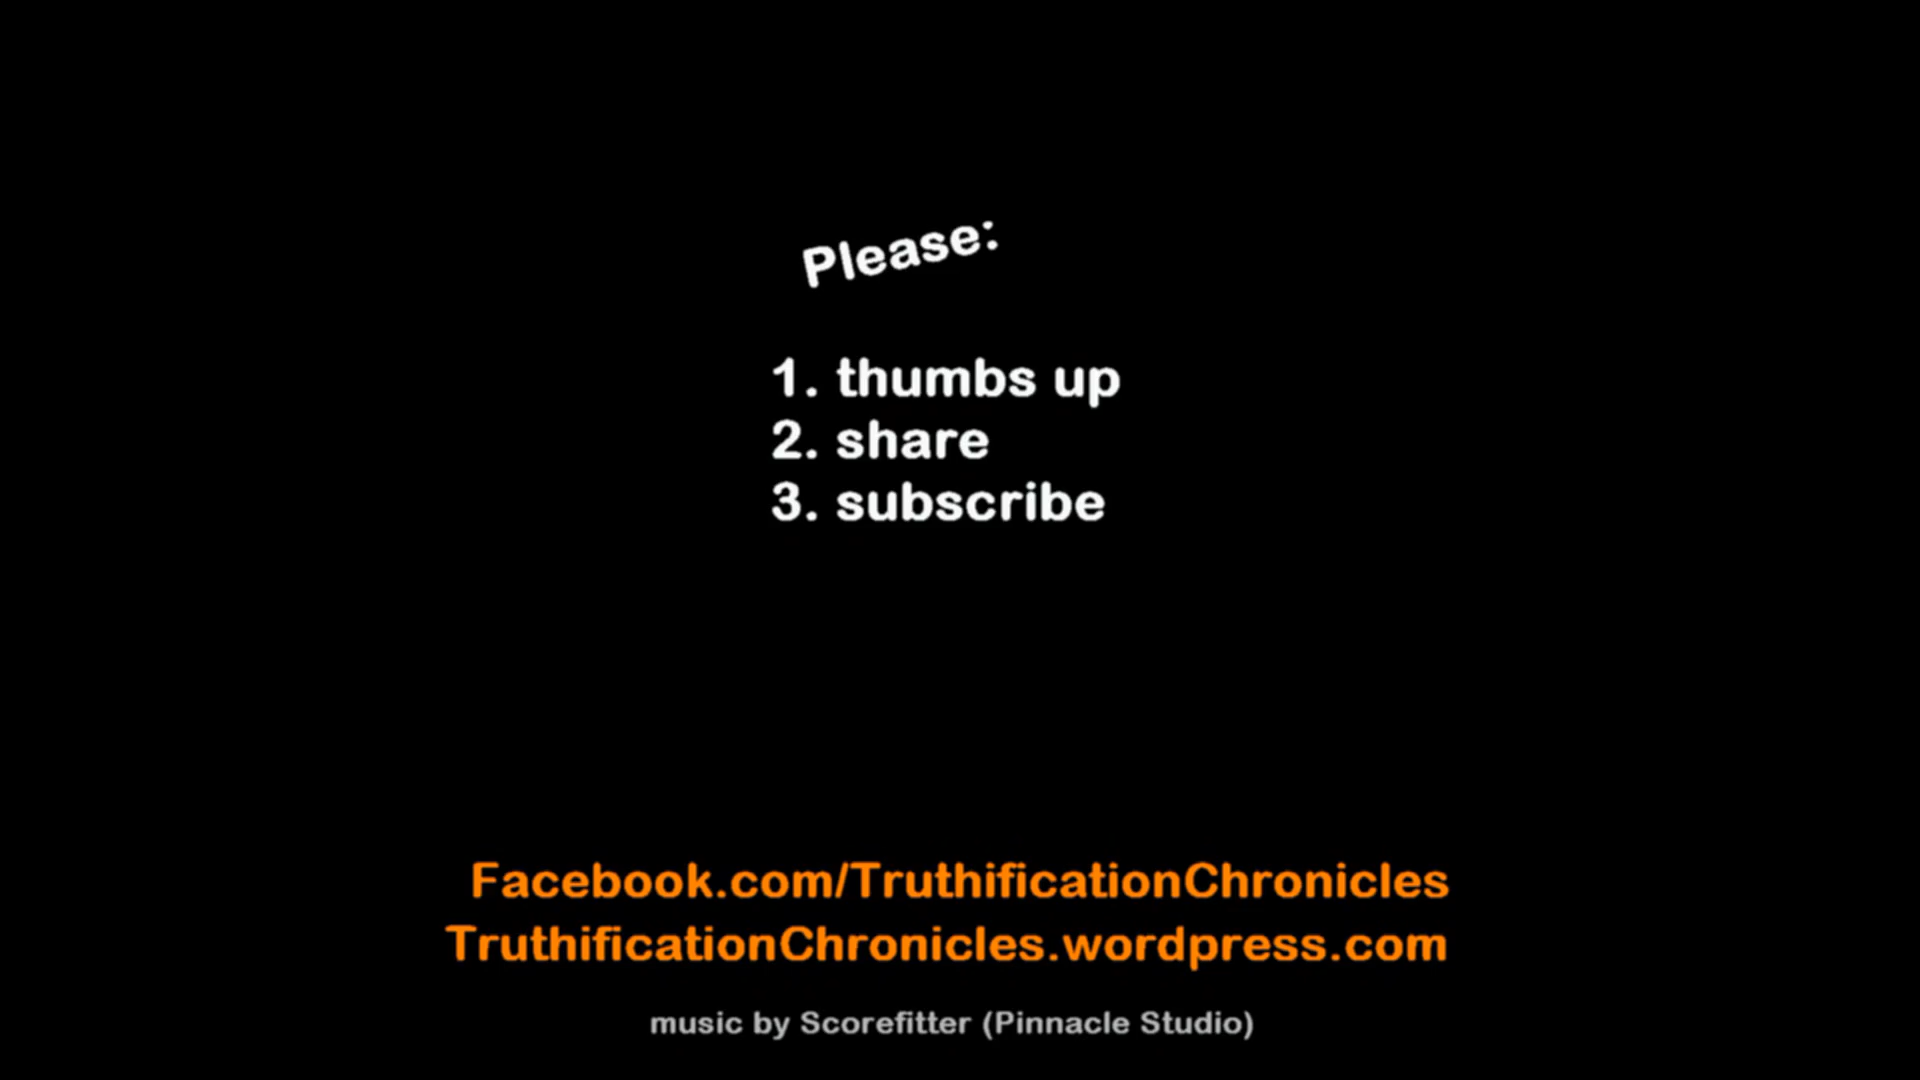 Please:
1. thumbs up
2. share
3. subscribe
Facebook.com/TruthificationChronicles
TruthificationChronicles.wordpress.com
music by Scorefitter (Pinnacle Studio)